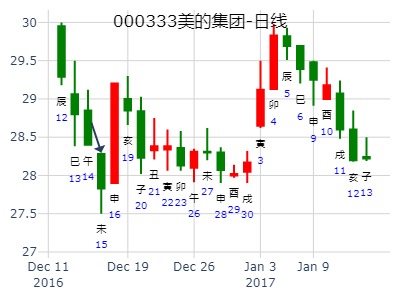 000333美的集团-日线
30
29.5
29
28.5
28
27.5
27
辰
12
巳
13
午
14
未
15
申
16
亥
19
子
20
丑
21
寅
22
卯
23
午
26
未
27
申
28
酉
29
戌
30
寅
3
卯
4
辰
5
巳
6
申
9
酉
10
戌
11
亥
12
子
13
Dec 11
2016
Dec 19
Dec 26
Jan 3
2017
Jan 9